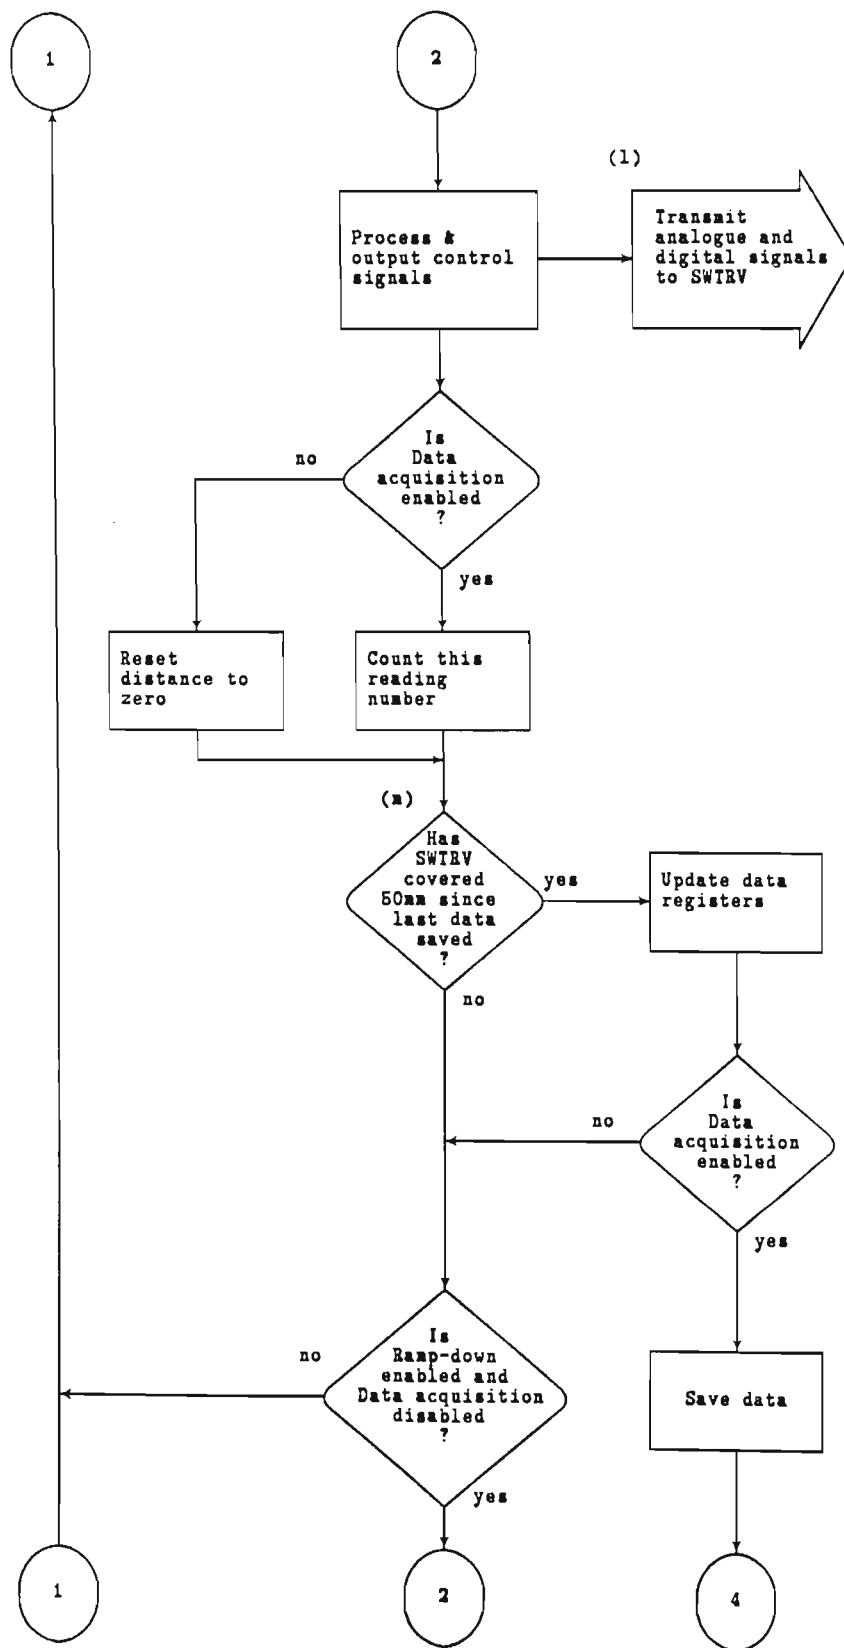 1
2
(l)
Process &
output control
signals
Transmit
analogue and
digital signals
to SWTRV
Is
Data
acquisition
enabled
?
no
yes
Reset
distance to
zero
Count this
reading
number
(m)
Has
SWTRV
covered
50mm since
last data
saved
?
yes
no
Update data
registers
Is
Data
acquisition
enabled
?
no
yes
Is
Ramp-down
enabled and
Data acquisition
disabled
?
no
yes
Save data
1
2
4